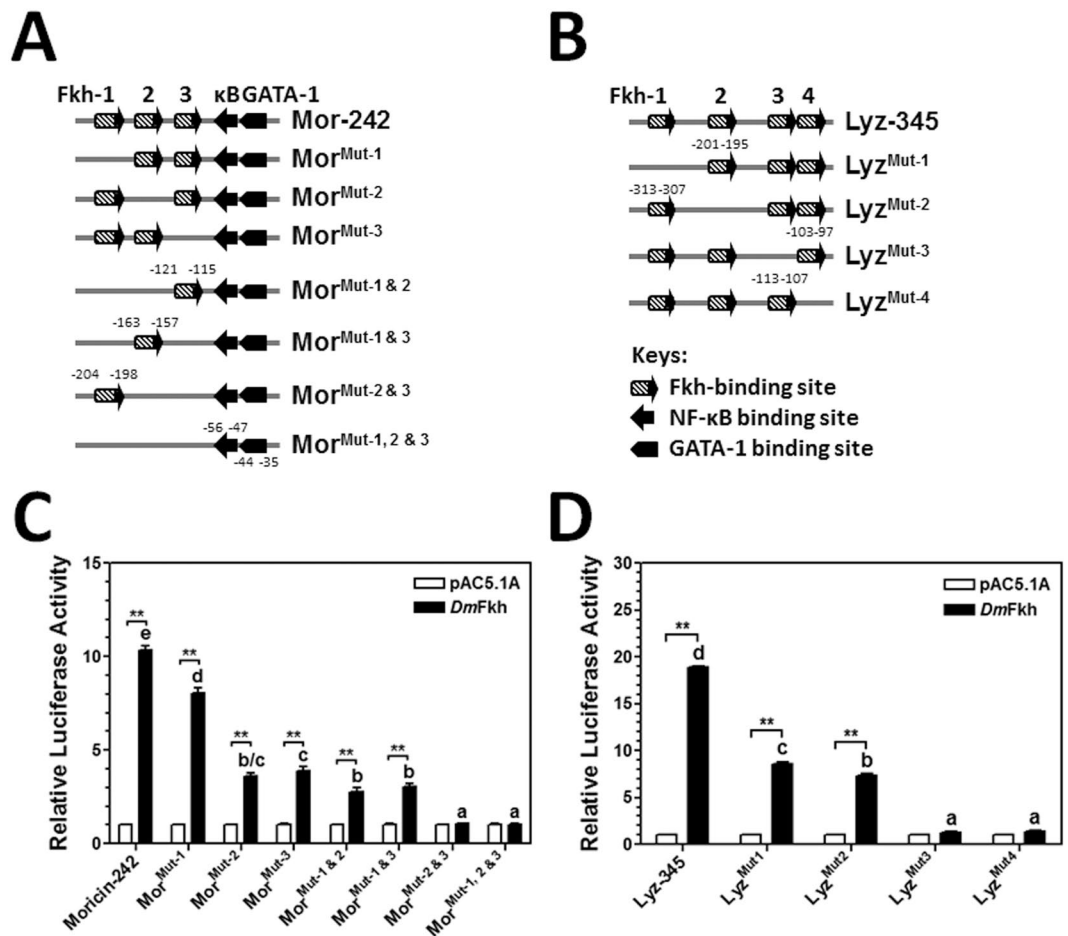 A
Fkh-1 2 3 κB GATA-1
Mor-242
MorMut-1
MorMut-2
MorMut-3
-121 -115
MorMut-1 & 2
-163 -157
MorMut-1 & 3
-204 -198
MorMut-2 & 3
-56 -47
MorMut-1, 2 & 3
-44 -35
B
Fkh-1 2 3 4
Lyz-345
-201-195
LyzMut-1
-313-307
LyzMut-2
-103-97
LyzMut-3
-113-107
LyzMut-4
Keys:
Fkh-binding site
NF-κB binding site
GATA-1 binding site
C
Relative Luciferase Activity
15
10
5
0
pAC5.1A
DmFkh
** e
** d
** b/c
** c
** b
** b
a
a
Moricin-242
MorMut-1
MorMut-2
MorMut-3
MorMut-1 & 2
MorMut-1 & 3
MorMut-2 & 3
MorMut-1, 2 & 3
D
Relative Luciferase Activity
30
25
20
15
10
5
0
pAC5.1A
DmFkh
** d
** c
** b
a
a
Lyz-345
LyzMut1
LyzMut2
LyzMut3
LyzMut4